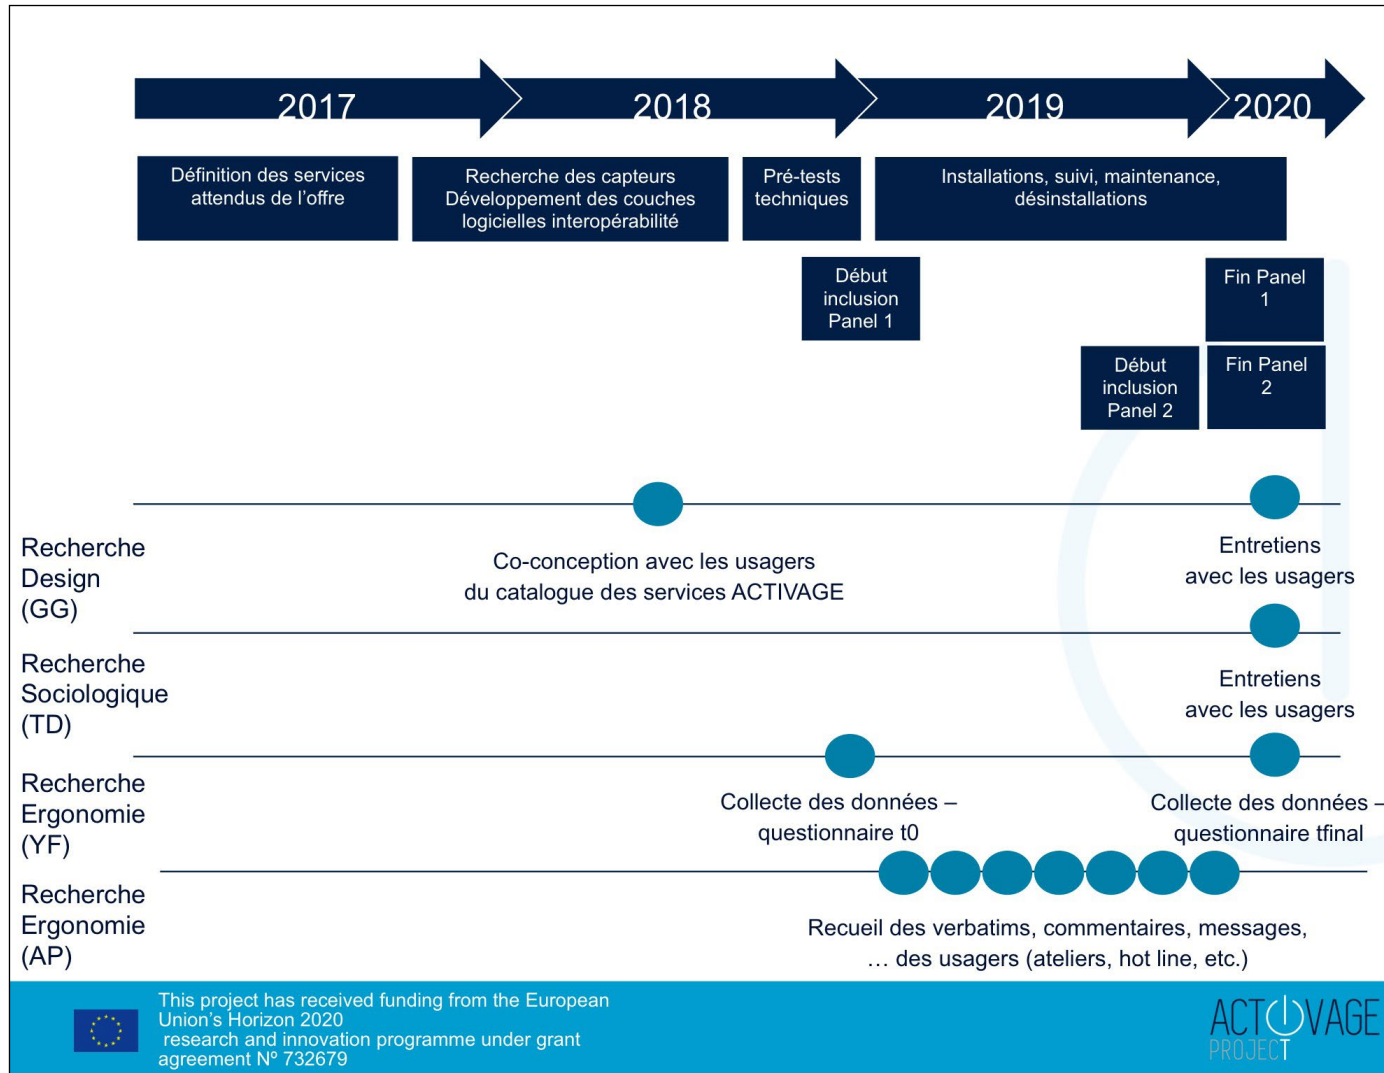 2017
2018
2019
2020
Définition des services
attendus de l’offre
Recherche des capteurs
Développement des couches
logicielles interopérabilité
Pré-tests
techniques
Installations, suivi, maintenance,
désinstallations
Début
inclusion
Panel 1
Fin Panel
1
Début
inclusion
Panel 2
Fin Panel
2
Recherche
Design
(GG)
Co-conception avec les usagers
du catalogue des services ACTIVAGE
Entretiens
avec les usagers
Recherche
Sociologique
(TD)
Entretiens
avec les usagers
Recherche
Ergonomie
(YF)
Collecte des données –
questionnaire t0
Collecte des données –
questionnaire tfinal
Recherche
Ergonomie
(AP)
Recueil des verbatims, commentaires, messages,
… des usagers (ateliers, hot line, etc.)
This project has received funding from the European
Union’s Horizon 2020
research and innovation programme under grant
agreement Nº 732679
ACTIVAGE
PROJECT